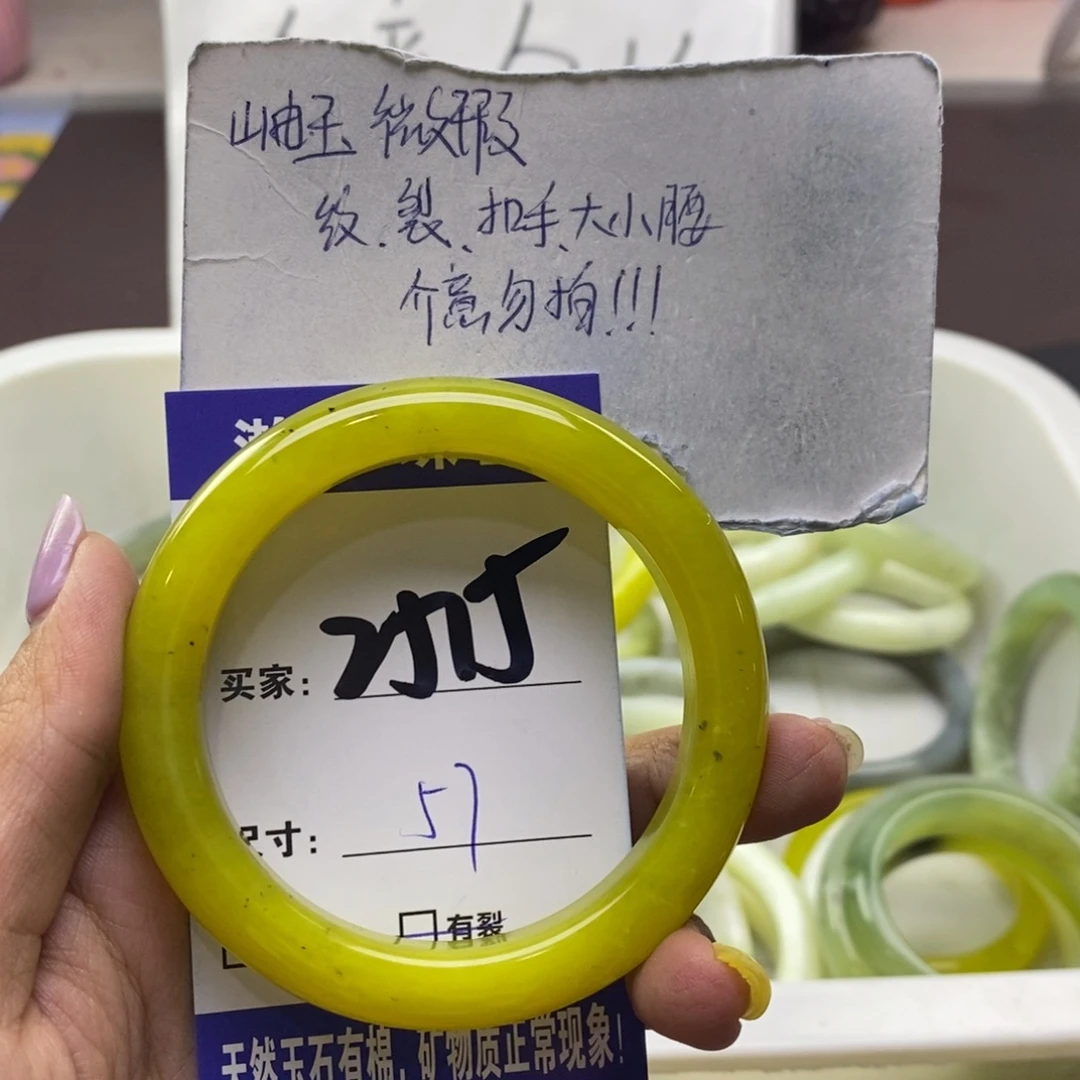 岫玉 微瑕
纹、裂、扣手、大小腰
介意勿拍!!!
买家:
尺寸: 57
有裂
天然玉石有棉，矿物质正常现象!